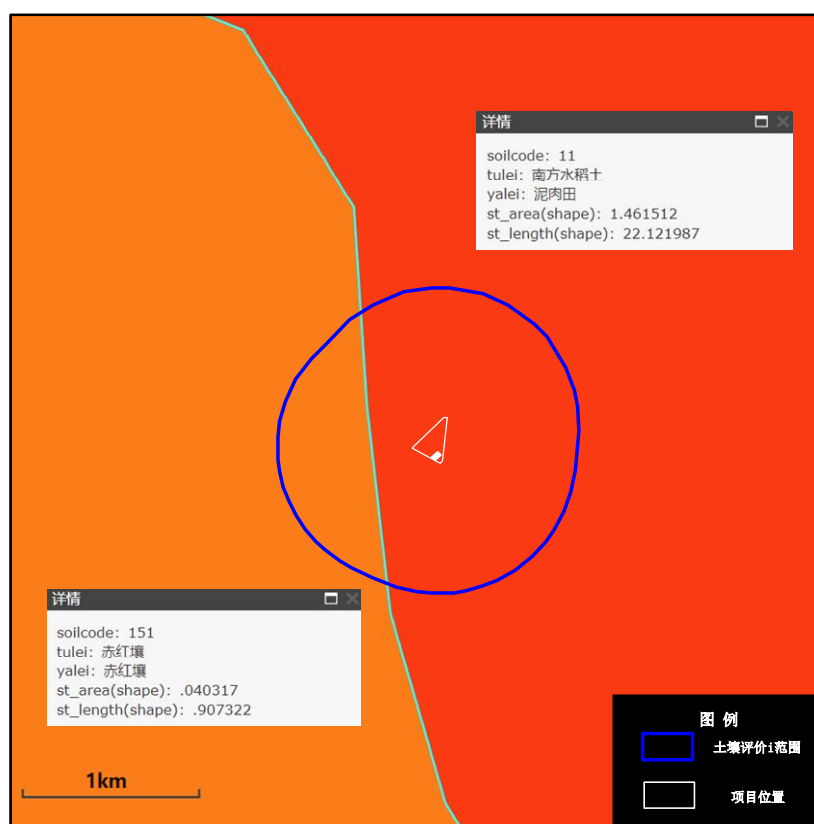 详情
soilcode: 11
tulei: 南方水稻土
yalei: 泥肉田
st_area(shape): 1.461512
st_length(shape): 22.121987
详情
soilcode: 151
tulei: 赤红壤
yalei: 赤红壤
st_area(shape): .040317
st_length(shape): .907322
1km
图 例
土壤评价i范围
项目位置